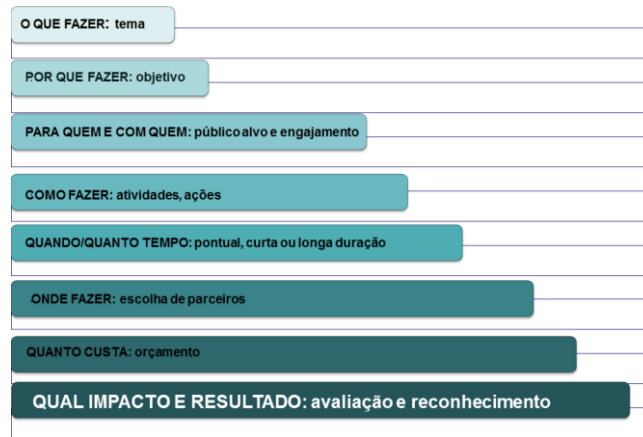 O QUE FAZER: tema
POR QUE FAZER: objetivo
PARA QUEM E COM QUEM: público alvo e engajamento
COMO FAZER: atividades, ações
QUANDO/QUANTO TEMPO: pontual, curta ou longa duração
ONDE FAZER: escolha de parceiros
QUANTO CUSTA: orçamento
QUAL IMPACTO E RESULTADO: avaliação e reconhecimento